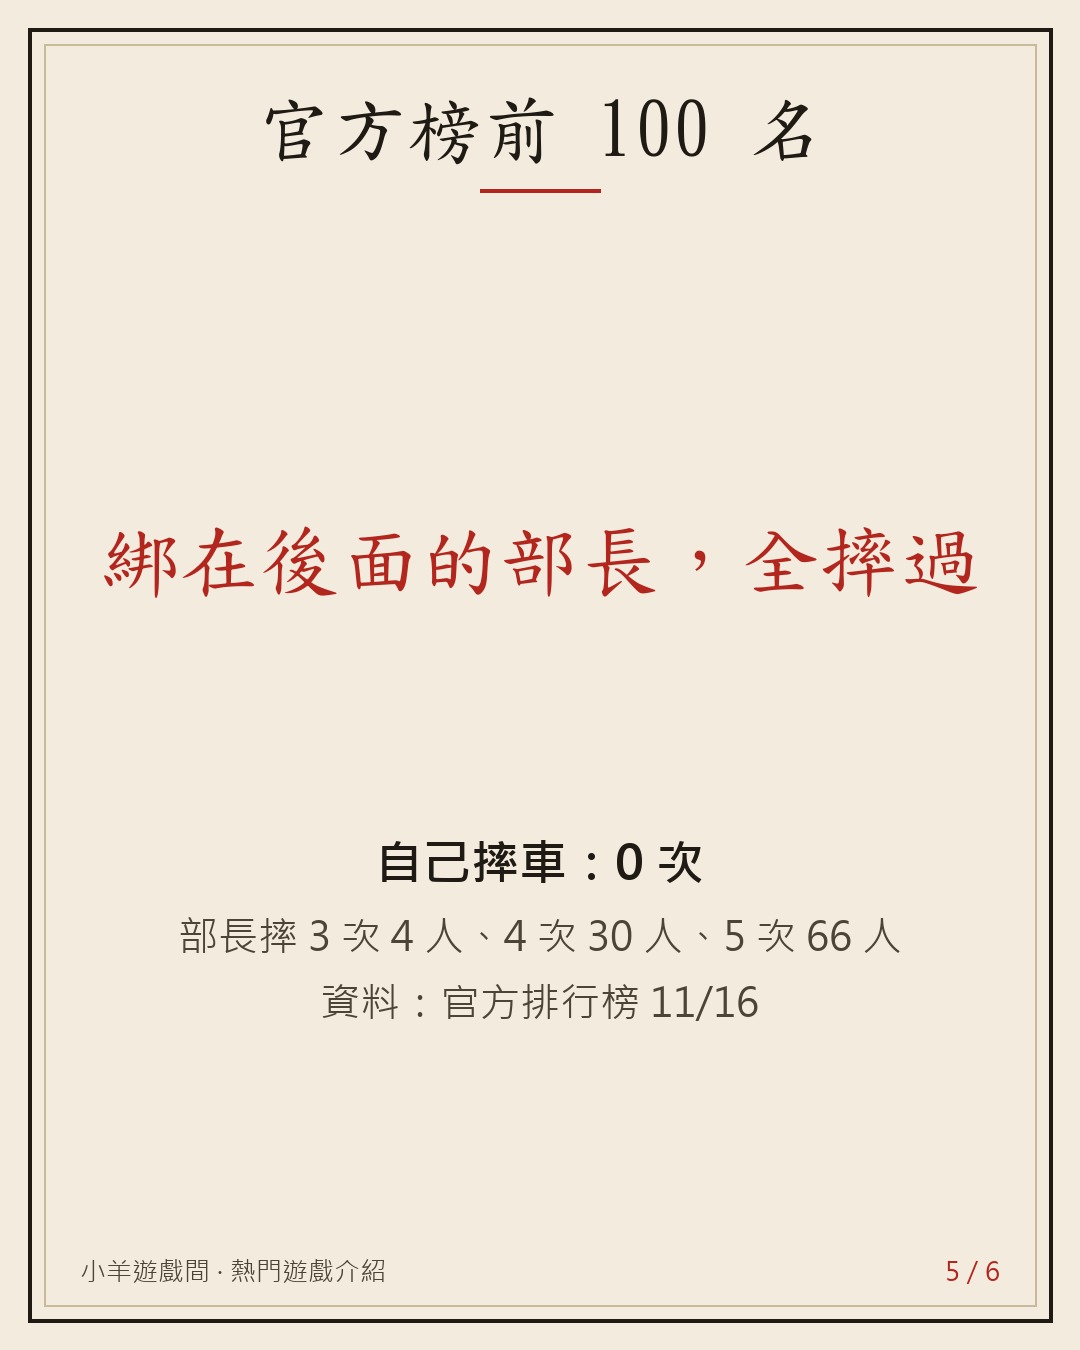 官方榜前 100 名
綁在後面的部長，全摔過
自己摔車：0 次
部長摔 3 次 4 人、4 次 30 人、5 次 66 人
資料：官方排行榜 11/16
小羊遊戲間 · 熱門遊戲介紹
5 / 6